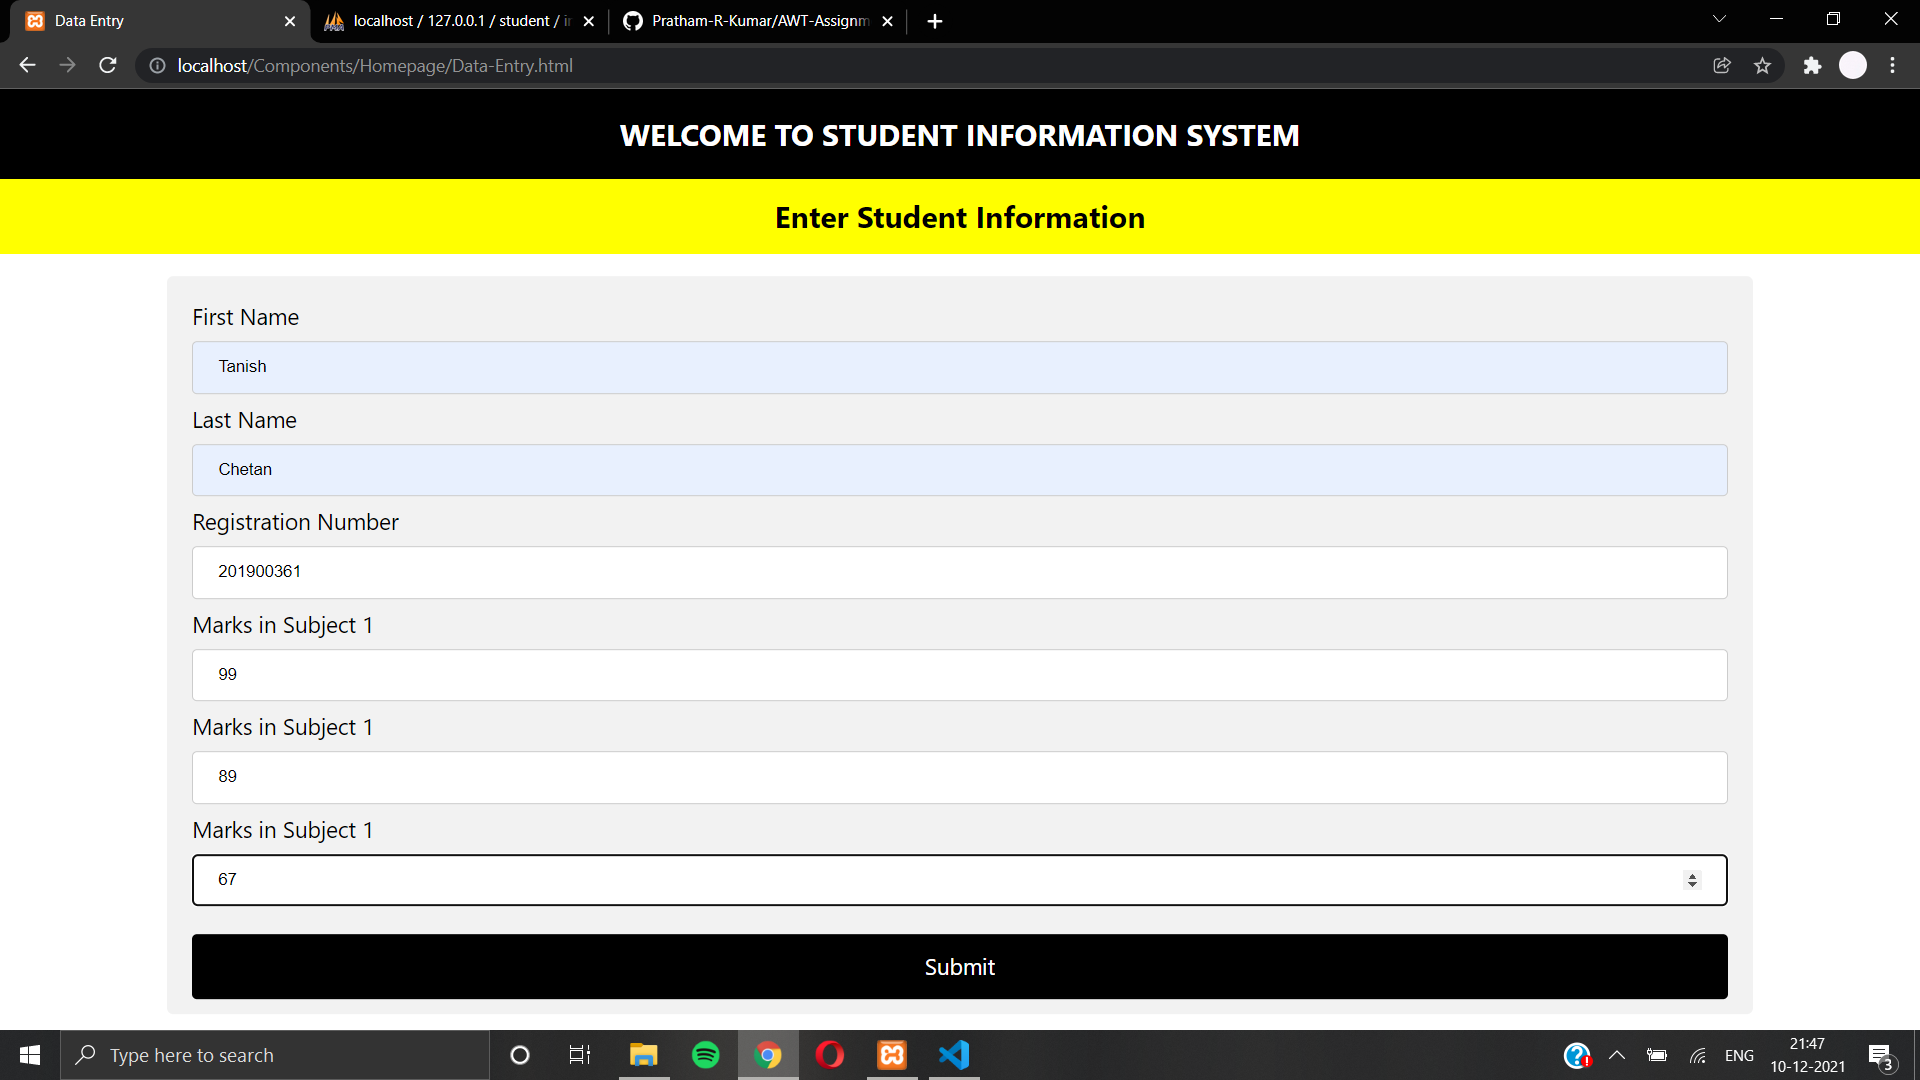 Data Entry
localhost / 127.0.0.1 / student /
Pratham-R-Kumar/AWT-Assignm
localhost/Components/Homepage/Data-Entry.html
WELCOME TO STUDENT INFORMATION SYSTEM
Enter Student Information
First Name
Tanish
Last Name
Chetan
Registration Number
201900361
Marks in Subject 1
99
Marks in Subject 1
89
Marks in Subject 1
67
Submit
Type here to search
ENG
21:47
10-12-2021
3